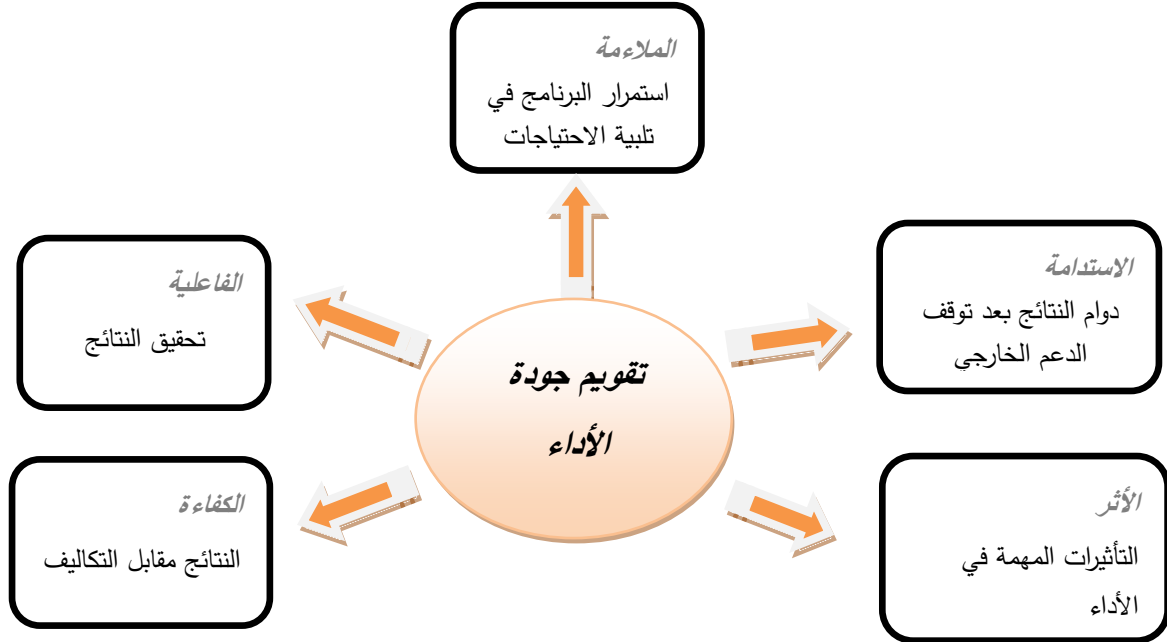 الملاءمة
استمرار البرنامج في
تلبية الاحتياجات
الاستدامة
دوام النتائج بعد توقف
الدعم الخارجي
الفاعلية
تحقيق النتائج
تقويم جودة
الأداء
الأثر
التأثيرات المهمة في
الأداء
الكفاءة
النتائج مقابل التكاليف